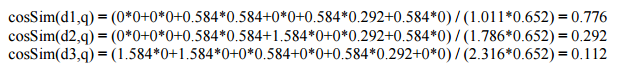 cosSim(d1,q) = (0*0+0*0+0.584*0.584+0*0+0.584*0.292+0.584*0) / (1.011*0.652) = 0.776
cosSim(d2,q) = (0*0+0*0+0.584*0.584+1.584*0+0*0.292+0.584*0) / (1.786*0.652) = 0.292
cosSim(d3,q) = (1.584*0+1.584*0+0*0.584+0*0+0.584*0.292+0*0) / (2.316*0.652) = 0.112